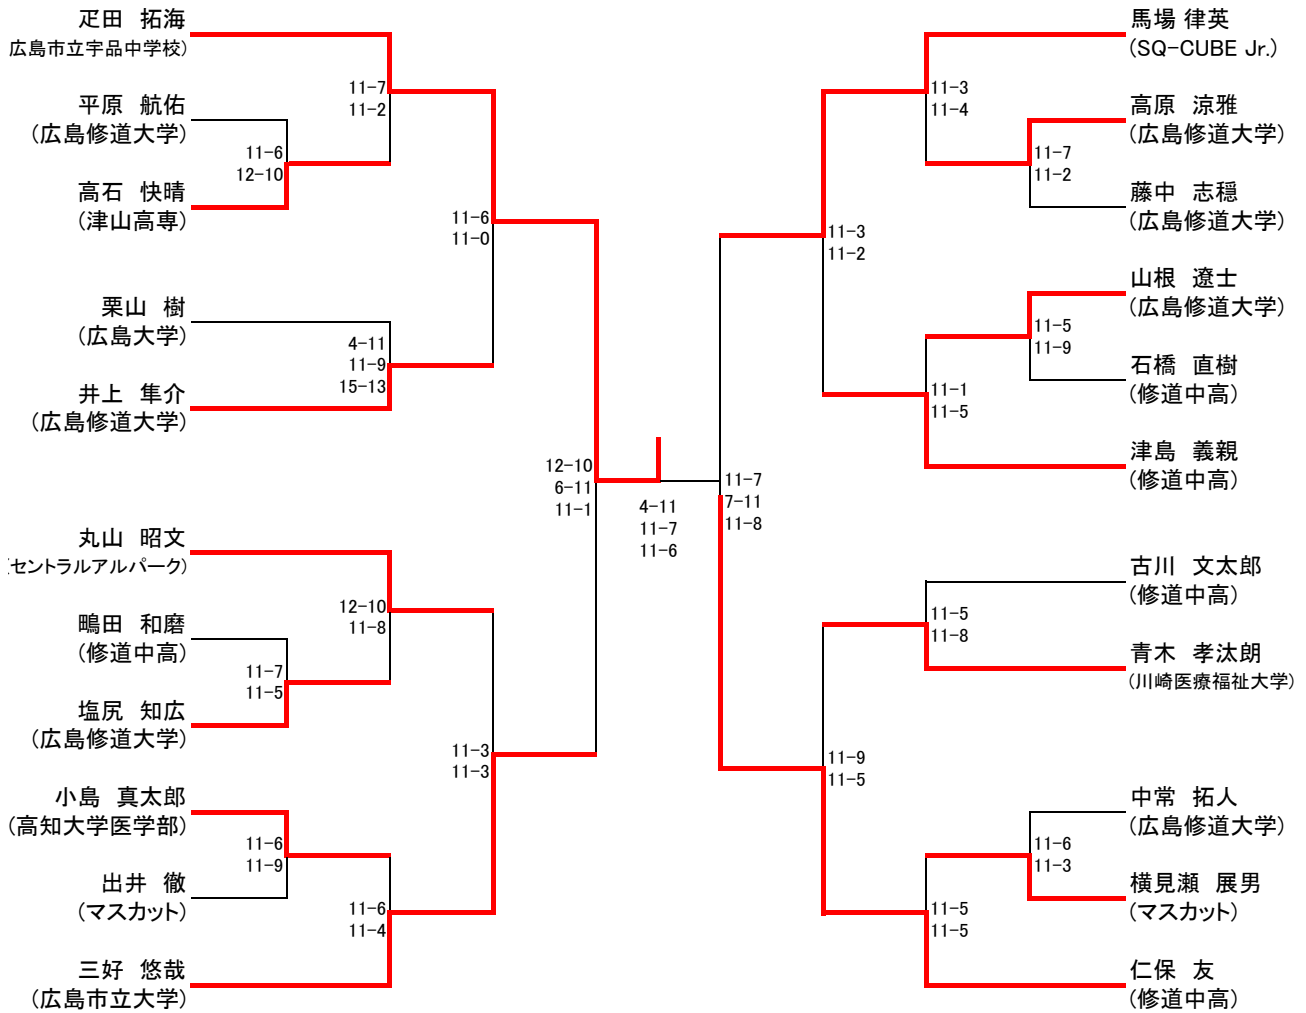 疋田 拓海
広島市立宇品中学校)
平原 航佑
(広島修道大学)
高石 快晴
(津山高専)
栗山 樹
(広島大学)
井上 隼介
(広島修道大学)
丸山 昭文
(セントラルアルパーク)
鴫田 和磨
(修道中高)
塩尻 知広
(広島修道大学)
小島 真太郎
(高知大学医学部)
出井 徹
(マスカット)
三好 悠哉
(広島市立大学)
11-7
11-2
11-6
12-10
11-6
11-0
4-11
11-9
15-13
12-10
6-11
11-1
12-10
11-8
11-7
11-5
11-3
11-3
11-6
11-9
11-6
11-4
4-11
11-7
11-6
11-7
7-11
11-8
11-3
11-4
11-7
11-2
11-3
11-2
11-5
11-9
11-1
11-5
11-5
11-8
11-9
11-5
11-6
11-3
11-5
11-5
馬場 律英
(SQ-CUBE Jr.)
高原 涼雅
(広島修道大学)
藤中 志穏
(広島修道大学)
山根 遼士
(広島修道大学)
石橋 直樹
(修道中高)
津島 義親
(修道中高)
古川 文太郎
(修道中高)
青木 孝汰朗
(川崎医療福祉大学)
中常 拓人
(広島修道大学)
横見瀬 展男
(マスカット)
仁保 友
(修道中高)